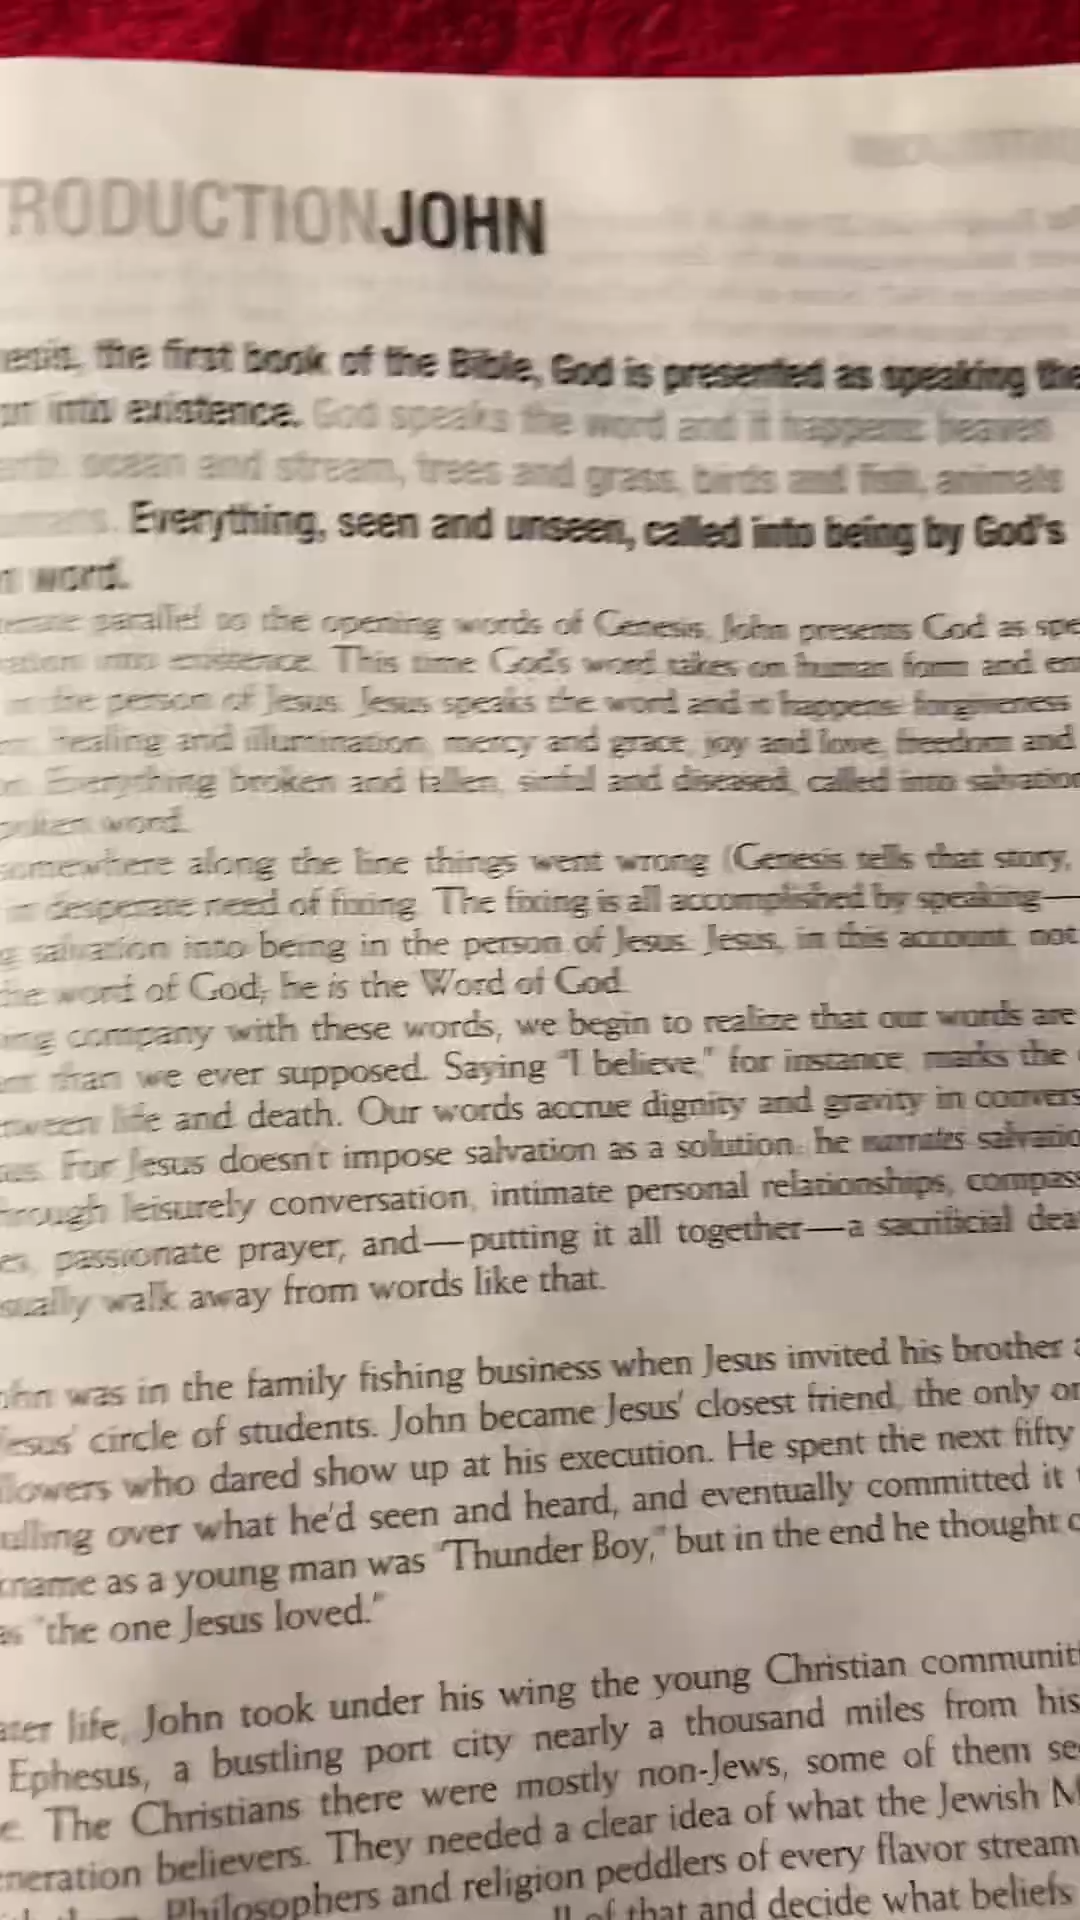 RODUCTIONJOHN
the first book of the Bible, God is presented as speaking the
into existence. God speaks the word and it happens: heaven
ocean and stream, trees and grass, birds and fish, animals
Everything, seen and unseen, called into being by God's
word.
parallel to the opening words of Genesis, John presents God as spe
into existence. This time God's word takes on human form and en
in the person of Jesus. Jesus speaks the word and it happens: forgiveness
healing and illumination, mercy and grace, joy and love, freedom and
Everything broken and fallen, sinful and diseased, called into salvation
word.
somewhere along the line things went wrong (Genesis tells that story,
in desperate need of fixing. The fixing is all accomplished by speaking—
salvation into being in the person of Jesus. Jesus, in this account, not
the word of God; he is the Word of God.
ing company with these words, we begin to realize that our words are
than we ever supposed. Saying "I believe," for instance, marks the
tween life and death. Our words accrue dignity and gravity in convers
For Jesus doesn't impose salvation as a solution; he narrates salvatio
hrough leisurely conversation, intimate personal relationships, compass
es, passionate prayer, and—putting it all together—a sacrificial dea
sually walk away from words like that.
ohn was in the family fishing business when Jesus invited his brother a
Jesus' circle of students. John became Jesus' closest friend, the only on
llowers who dared show up at his execution. He spent the next fifty
ulling over what he'd seen and heard, and eventually committed it t
kname as a young man was "Thunder Boy," but in the end he thought o
as "the one Jesus loved."
ater life, John took under his wing the young Christian communiti
Ephesus, a bustling port city nearly a thousand miles from his
e. The Christians there were mostly non-Jews, some of them se
eneration believers. They needed a clear idea of what the Jewish M
Philosophers and religion peddlers of every flavor stream
of that and decide what beliefs